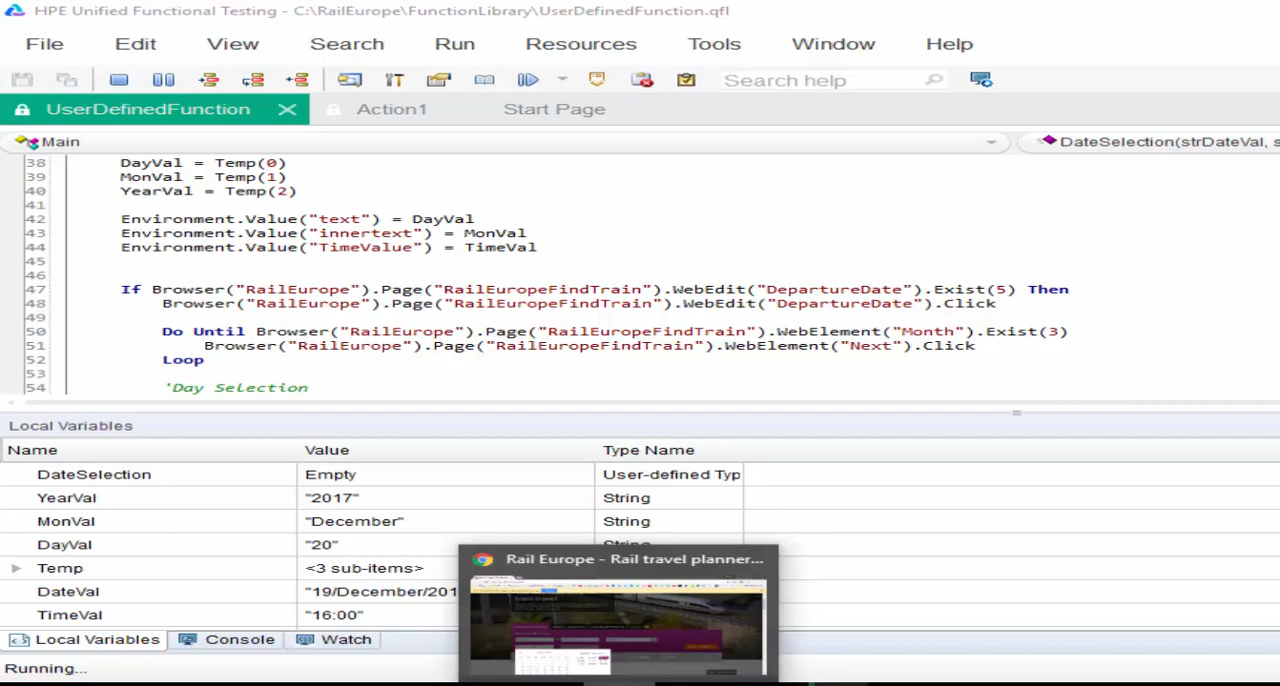 HPE Unified Functional Testing - C:\RailEurope\FunctionLibrary\UserDefinedFunction.qfl
File Edit View Search Run Resources Tools Window Help
Search help
UserDefinedFunction Action1 Start Page
Main DateSelection(strDateVal, s
38 DayVal = Temp(0)
39 MonVal = Temp(1)
40 YearVal = Temp(2)
41
42 Environment.Value("text") = DayVal
43 Environment.Value("innertext") = MonVal
44 Environment.Value("TimeValue") = TimeVal
45
46
47 If Browser("RailEurope").Page("RailEuropeFindTrain").WebEdit("DepartureDate").Exist(5) Then
48 Browser("RailEurope").Page("RailEuropeFindTrain").WebEdit("DepartureDate").Click
49
50 Do Until Browser("RailEurope").Page("RailEuropeFindTrain").WebElement("Month").Exist(3)
51 Browser("RailEurope").Page("RailEuropeFindTrain").WebElement("Next").Click
52 Loop
53
54 'Day Selection
Local Variables
Name Value Type Name
DateSelection Empty User-defined Typ
YearVal "2017" String
MonVal "December" String
DayVal "20" String
Temp <3 sub-items>
DateVal "19/December/201
TimeVal "16:00"
Rail Europe - Rail travel planner...
Local Variables Console Watch
Running...